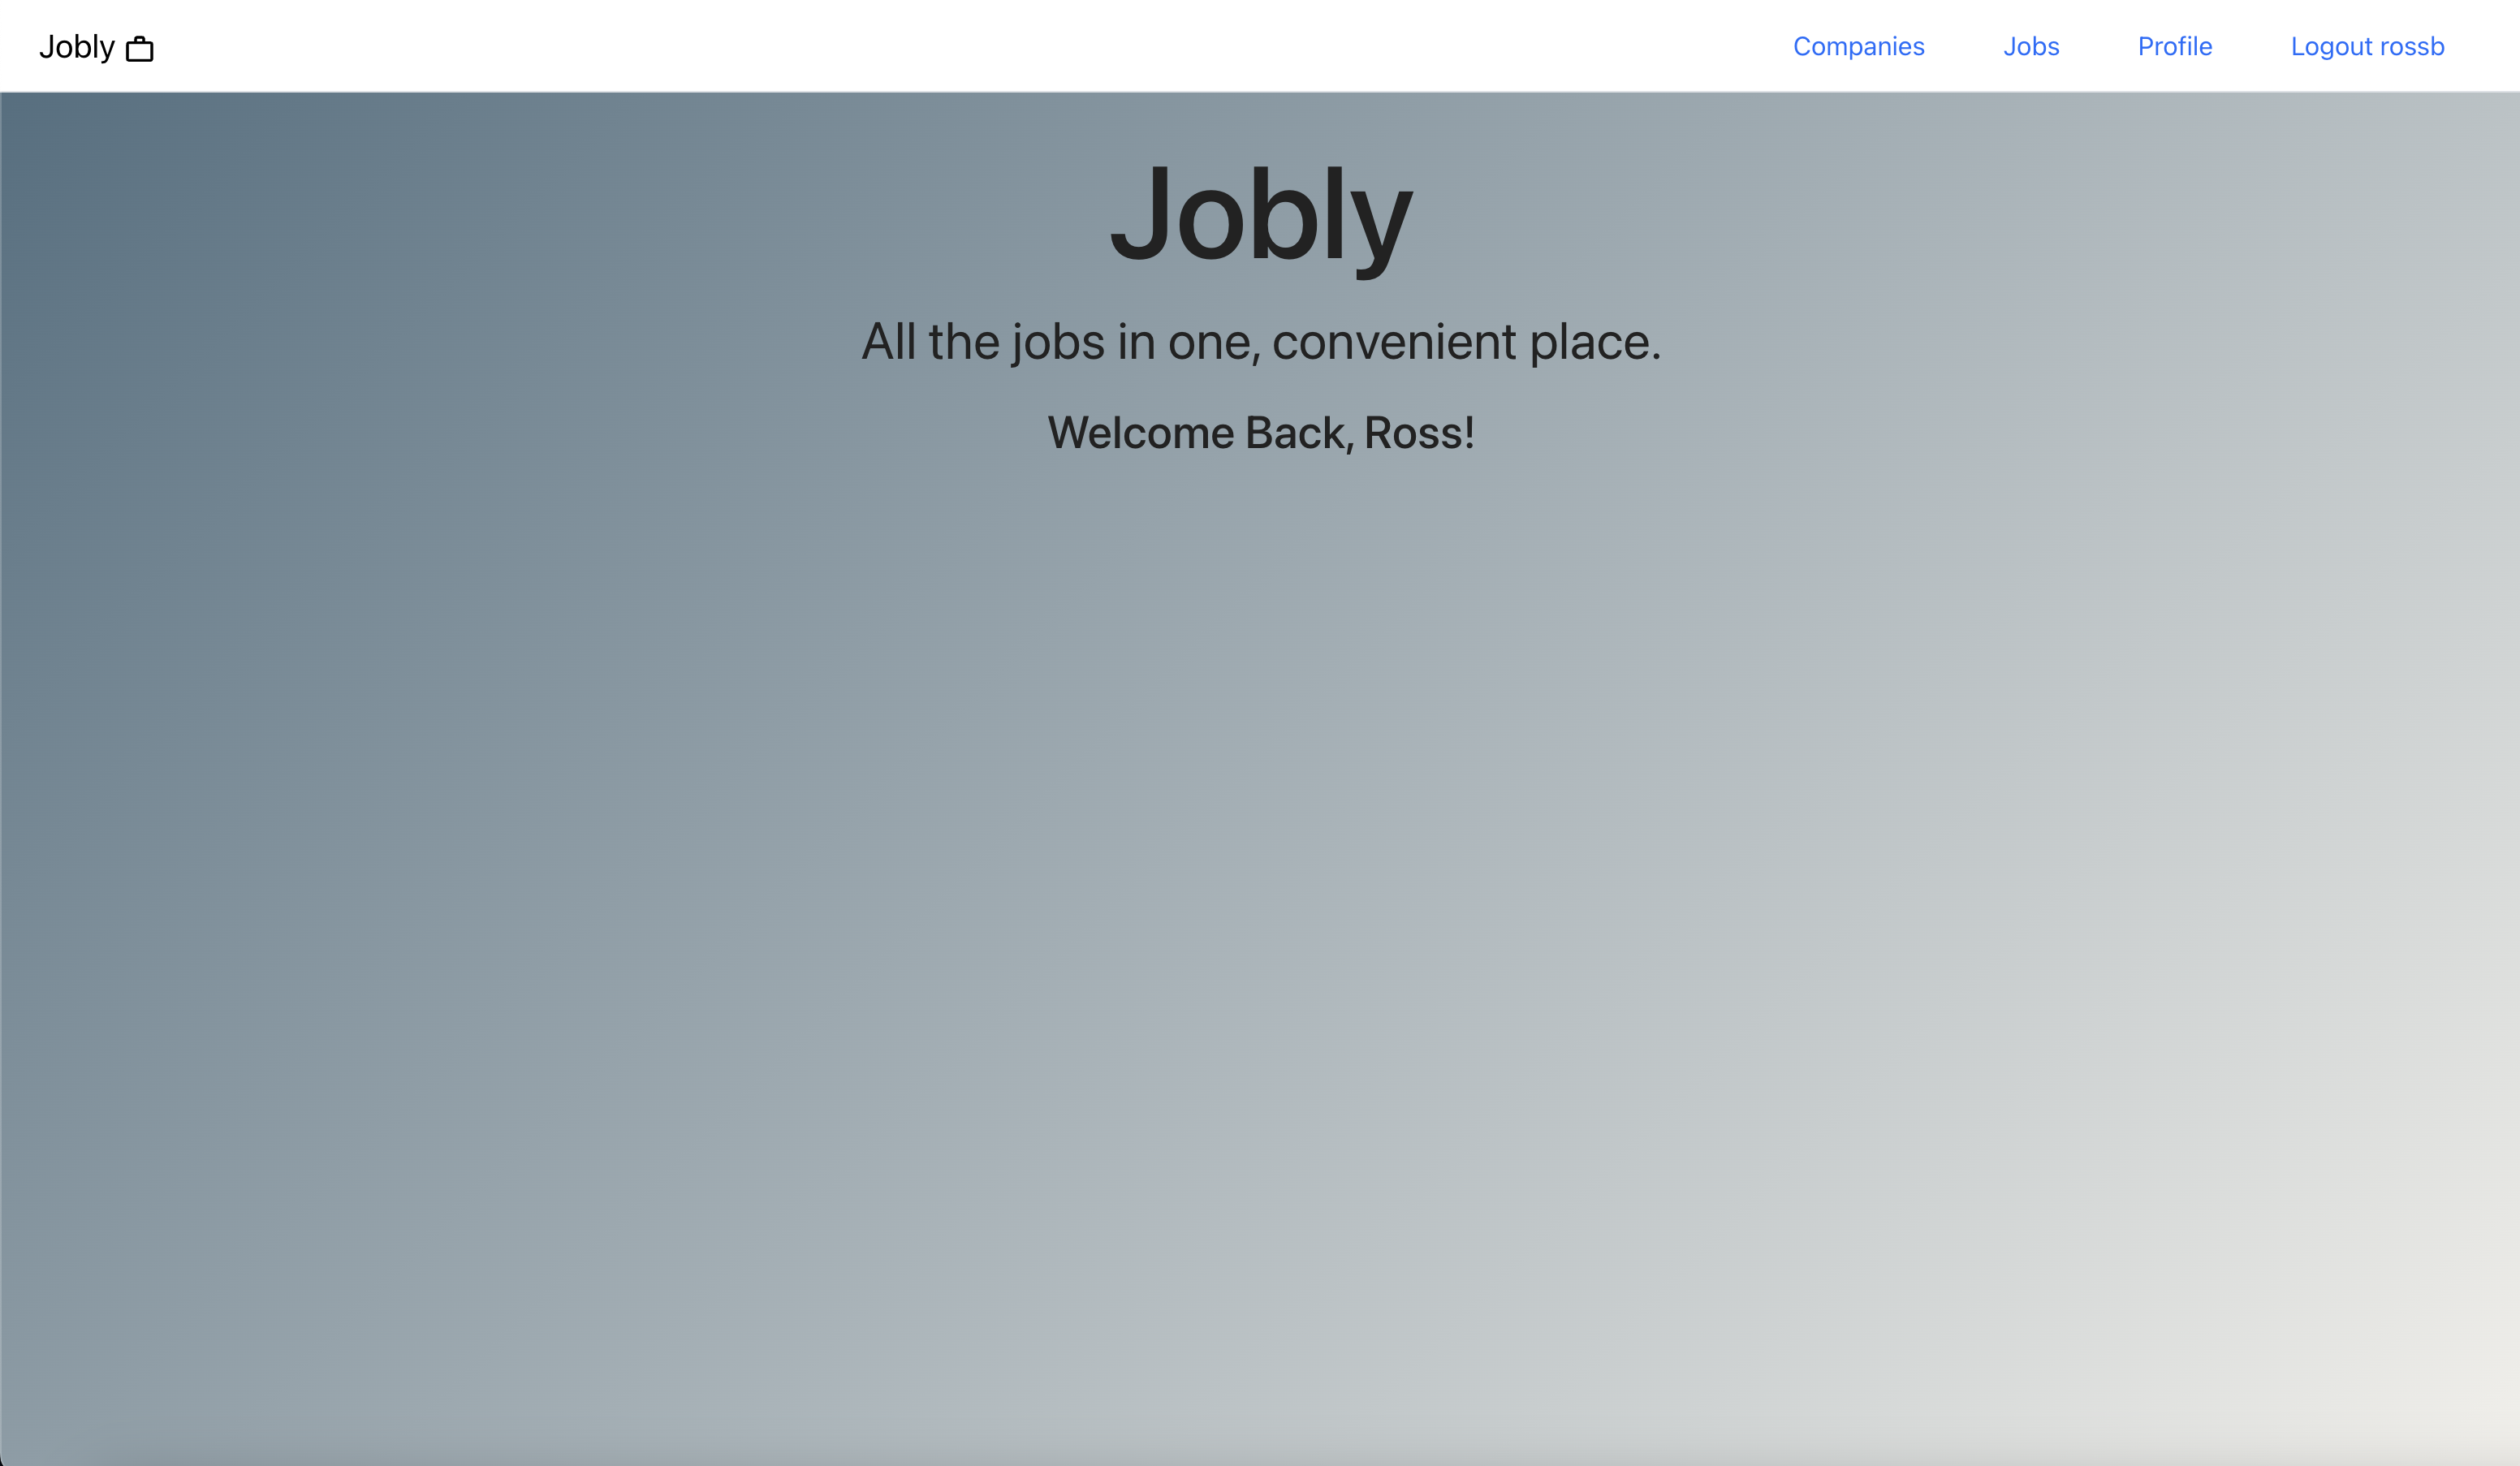 Jobly
Companies Jobs Profile Logout rossb
Jobly
All the jobs in one, convenient place.
Welcome Back, Ross!